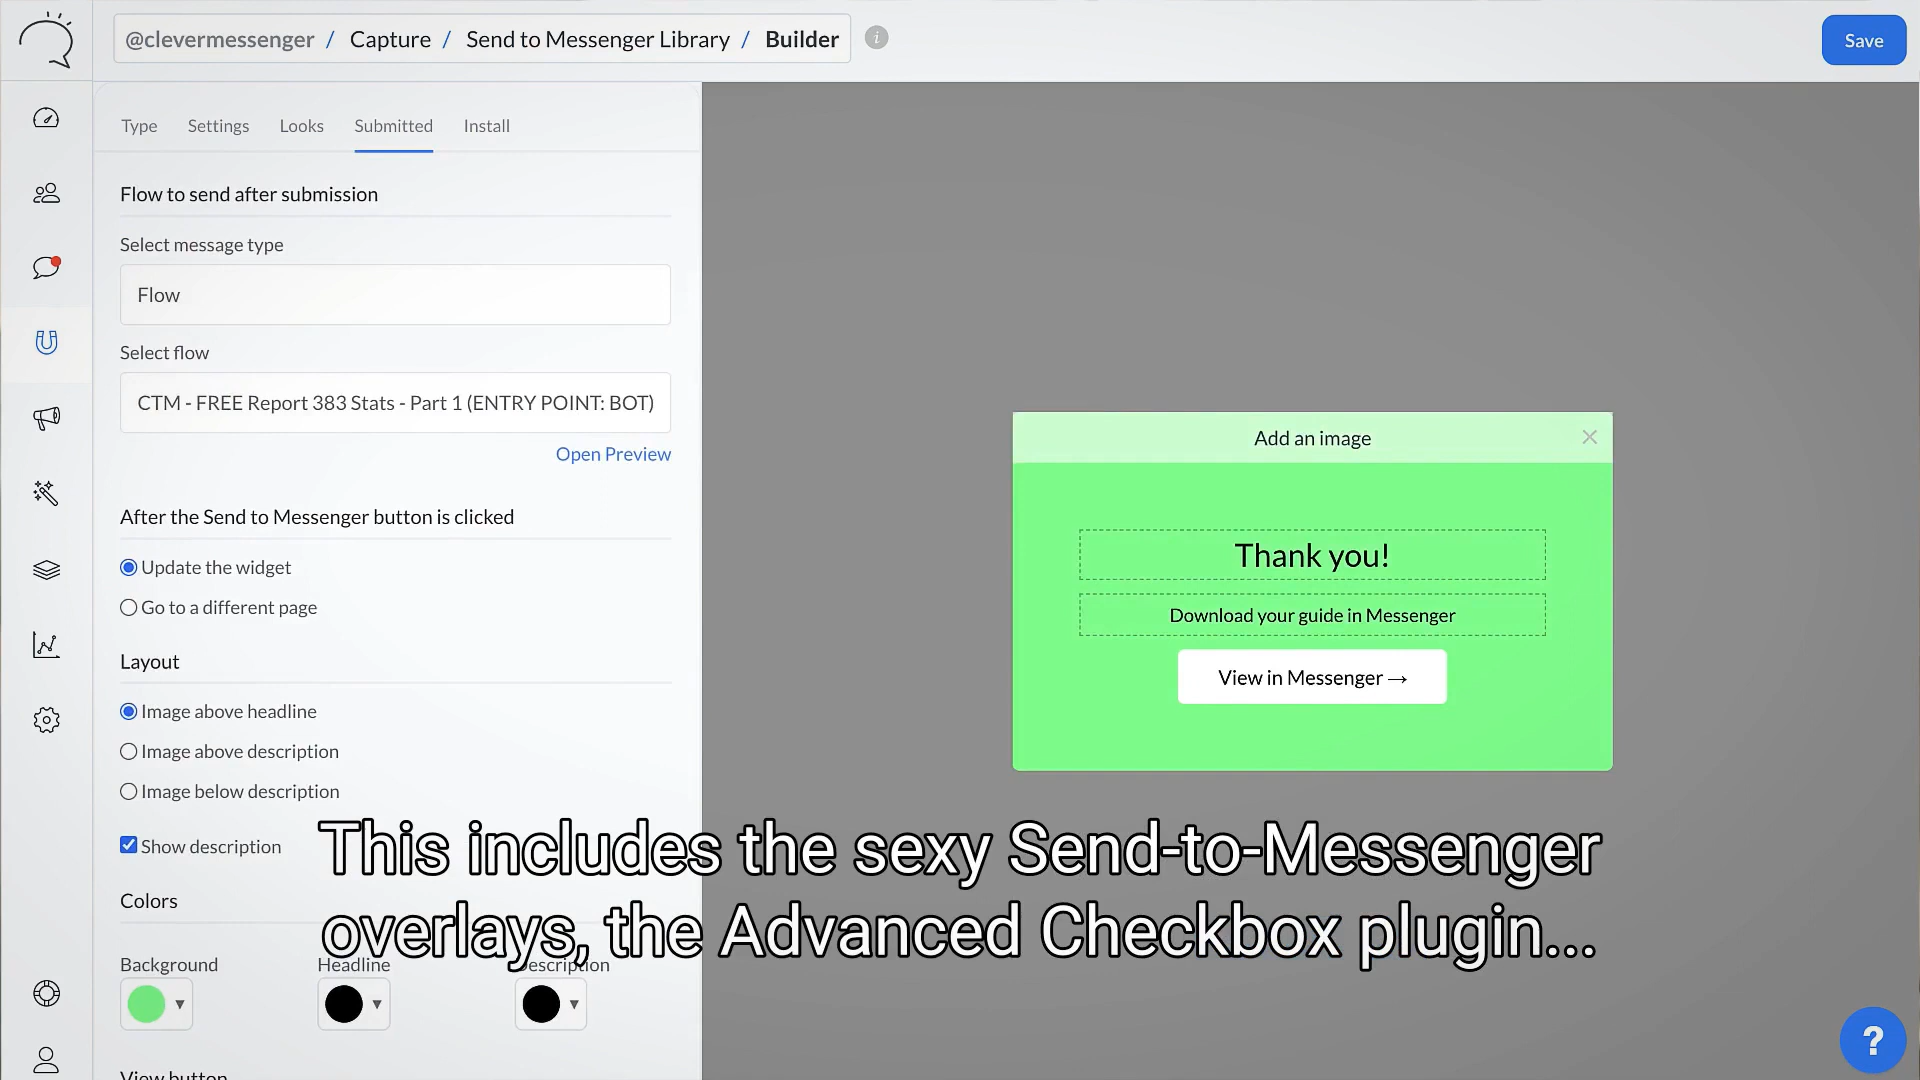 @clevermessenger / Capture / Send to Messenger Library / Builder
i
Save
Type Settings Looks Submitted Install
Flow to send after submission
Select message type
Flow
Select flow
CTM - FREE Report 383 Stats - Part 1 (ENTRY POINT: BOT)
Open Preview
After the Send to Messenger button is clicked
Update the widget
Go to a different page
Layout
Image above headline
Image above description
Image below description
Show description
Colors
Background Headline Description
View button
Add an image
Thank you!
Download your guide in Messenger
View in Messenger →
This includes the sexy Send-to-Messenger
overlays, the Advanced Checkbox plugin...
?